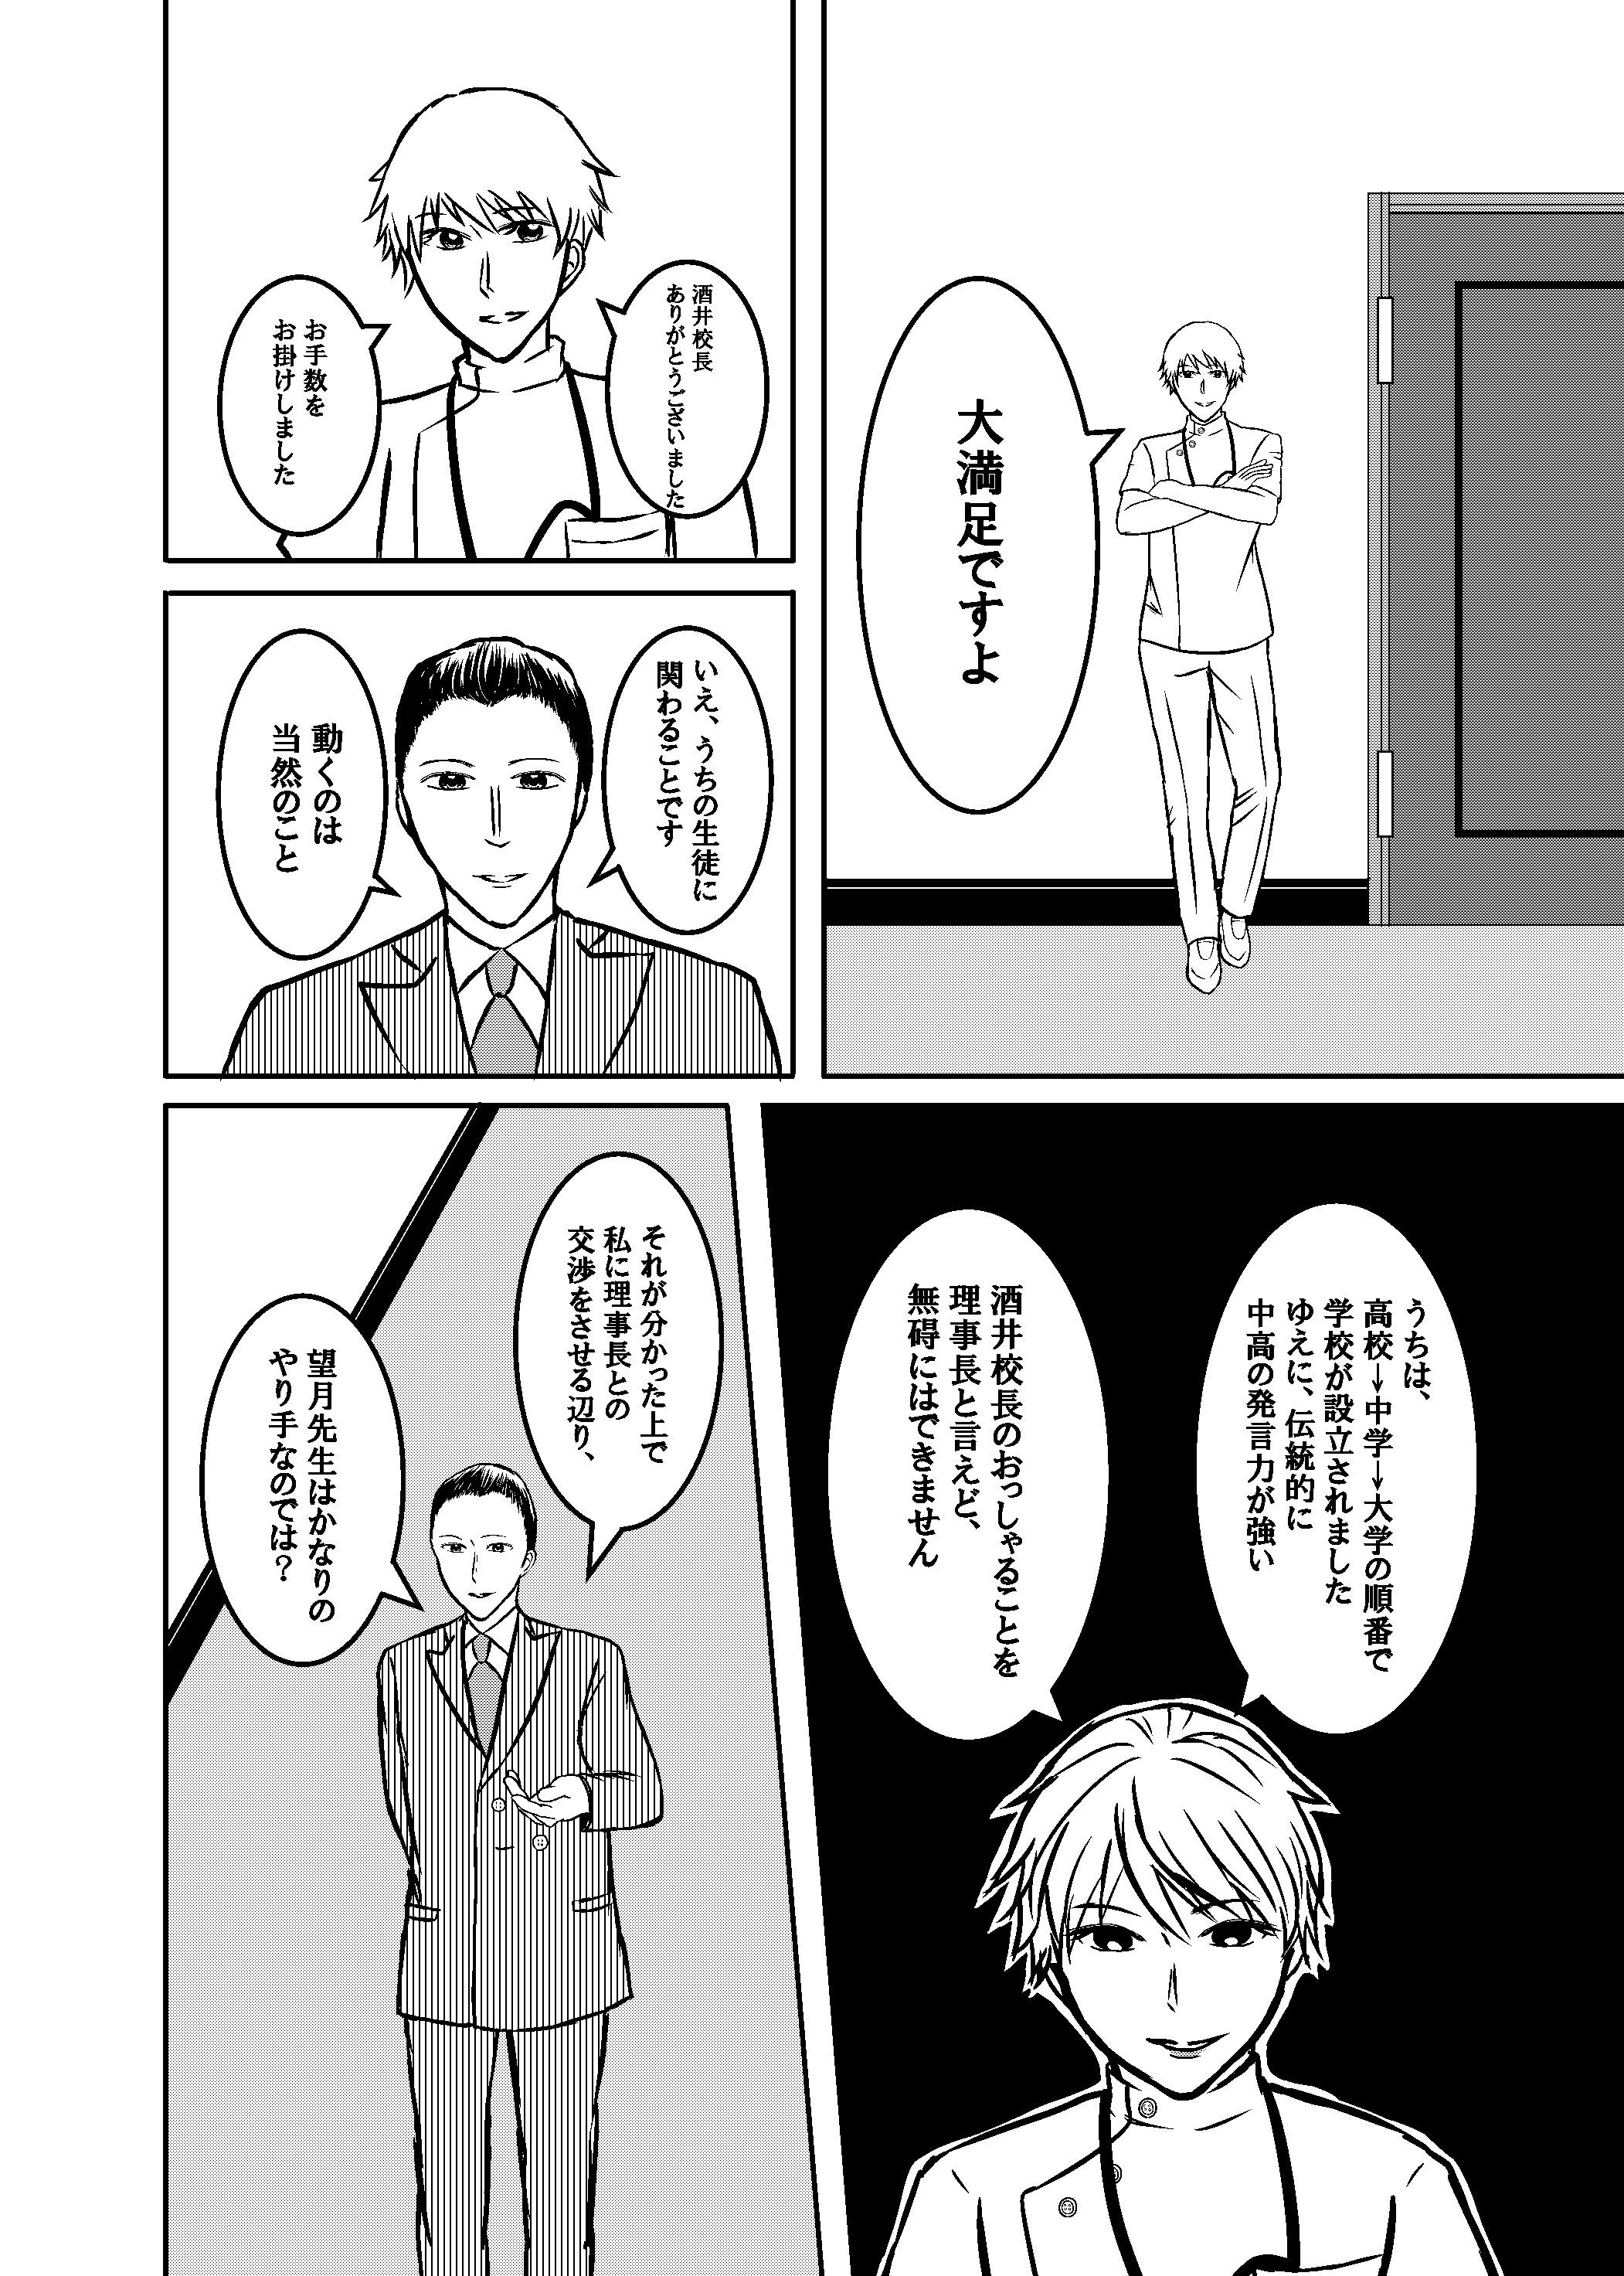 大満足ですよ
酒井校長
ありがとうございました
お手数を
お掛けしました
いえ、うちの生徒に
関わることです
動くのは
当然のこと
うちは、
高校→中学→大学の順番で
学校が設立されました
ゆえに、伝統的に
中高の発言力が強い
酒井校長のおっしゃることを
理事長と言えど、
無碍にはできません
それが分かった上で
私に理事長との
交渉をさせる辺り、
望月先生はかなりの
やり手なのでは？